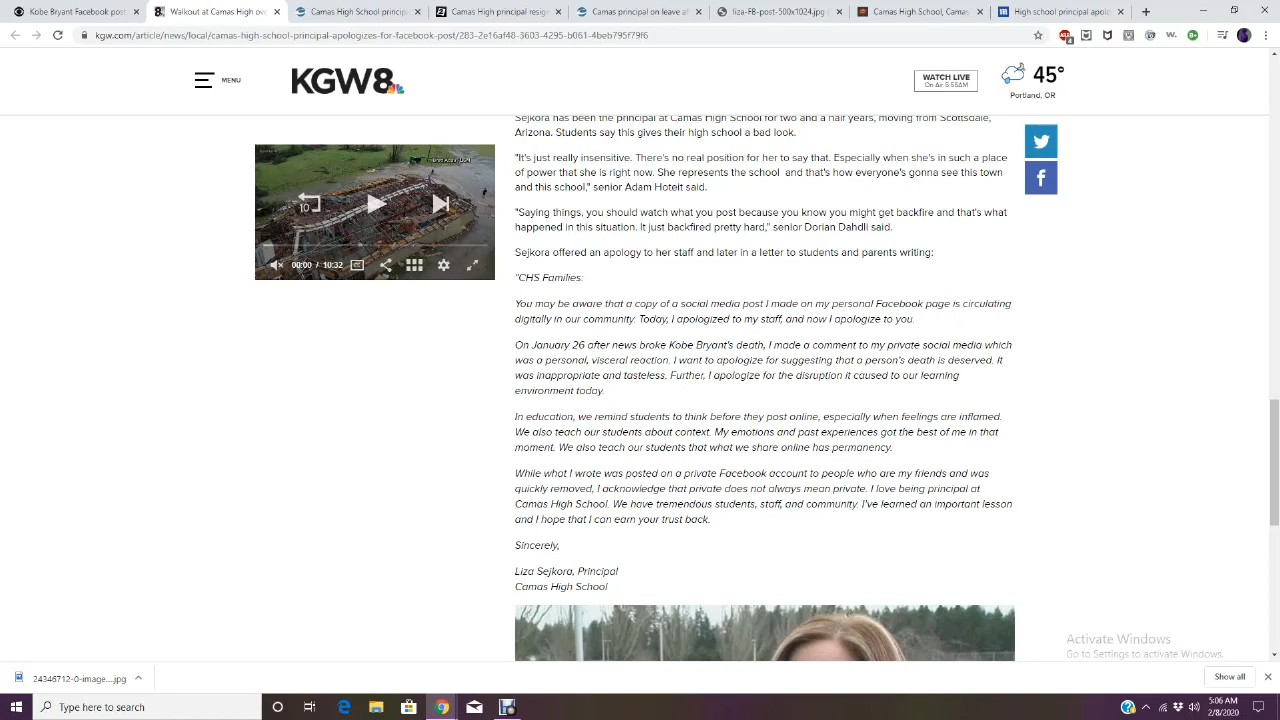 Kobe Bryant Facebook post:
Walkout at Camas High ov
Camas High School princip
Camas principal resig
Camas principal on leave af
liza-FB-post-500x1024.jpg
Camas High School, Camas
High school principal apolo
kgw.com/article/news/local/camas-high-school-principal-apologizes-for-facebook-post/283-2e16af48-3603-4295-b061-4beb795f79f6
MENU
KGW8
WATCH LIVE
On Air 5:55AM
45°
Portland, OR
Sejkora has been the principal at Camas High School for two and a half years, moving from Scottsdale,
Arizona. Students say this gives their high school a bad look.
"It's just really insensitive. There's no real position for her to say that. Especially when she's in such a place
of power that she is right now. She represents the school and that's how everyone's gonna see this town
and this school," senior Adam Hoteit said.
"Saying things, you should watch what you post because you know you might get backfire and that's what
happened in this situation. It just backfired pretty hard," senior Dorian Dahdli said.
Sejkora offered an apology to her staff and later in a letter to students and parents writing:
"CHS Families:
You may be aware that a copy of a social media post I made on my personal Facebook page is circulating
digitally in our community. Today, I apologized to my staff, and now I apologize to you.
On January 26 after news broke Kobe Bryant's death, I made a comment to my private social media which
was a personal, visceral reaction. I want to apologize for suggesting that a person's death is deserved. It
was inappropriate and tasteless. Further, I apologize for the disruption it caused to our learning
environment today.
In education, we remind students to think before they post online, especially when feelings are inflamed.
We also teach our students about context. My emotions and past experiences got the best of me in that
moment. We also teach our students that what we share online has permanency.
While what I wrote was posted on a private Facebook account to people who are my friends and was
quickly removed, I acknowledge that private does not always mean private. I love being principal at
Camas High School. We have tremendous students, staff, and community. I've learned an important lesson
and I hope that I can earn your trust back.
Sincerely,
Liza Sejkora, Principal
Camas High School
10
00:00 / 10:32
CC
Activate Windows
Go to Settings to activate Windows.
24346712-0-image....jpg
Show all
Type here to search
5:06 AM
2/8/2020